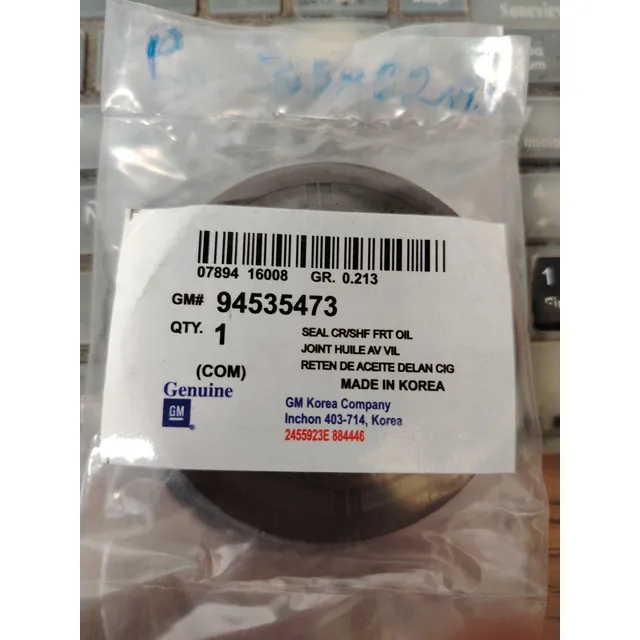 07894 16008 GR. 0.213
GM# 94535473
QTY. 1
SEAL CR/SHF FRT OIL
JOINT HUILE AV VIL
RETEN DE ACEITE DELAN CIG
(COM)
MADE IN KOREA
Genuine
GM
GM Korea Company
Inchon 403-714, Korea
2455923E 884446
1